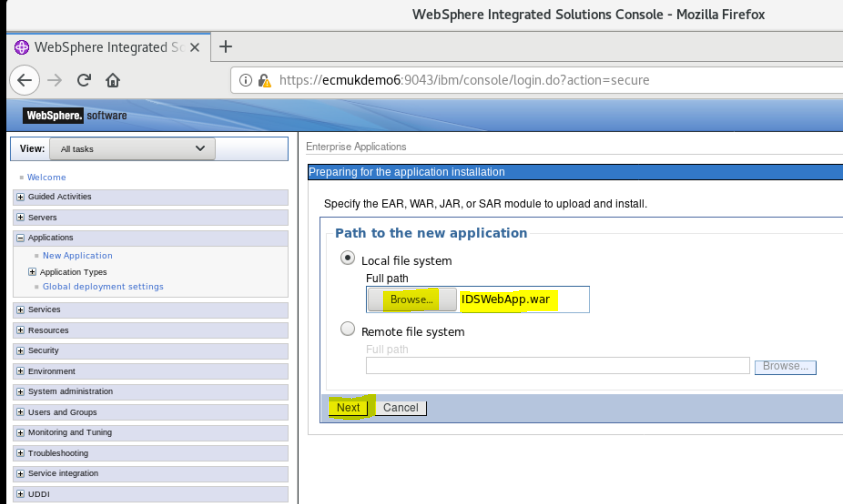 WebSphere Integrated Solutions Console - Mozilla Firefox
WebSphere Integrated So
https://ecmukdemo6:9043/ibm/console/login.do?action=secure
WebSphere. software
View: All tasks
Welcome
Guided Activities
Servers
Applications
New Application
Application Types
Global deployment settings
Services
Resources
Security
Environment
System administration
Users and Groups
Monitoring and Tuning
Troubleshooting
Service integration
UDDI
Enterprise Applications
Preparing for the application installation
Specify the EAR, WAR, JAR, or SAR module to upload and install.
Path to the new application
Local file system
Full path
Browse... IDSWebApp.war
Remote file system
Full path
Browse...
Next Cancel